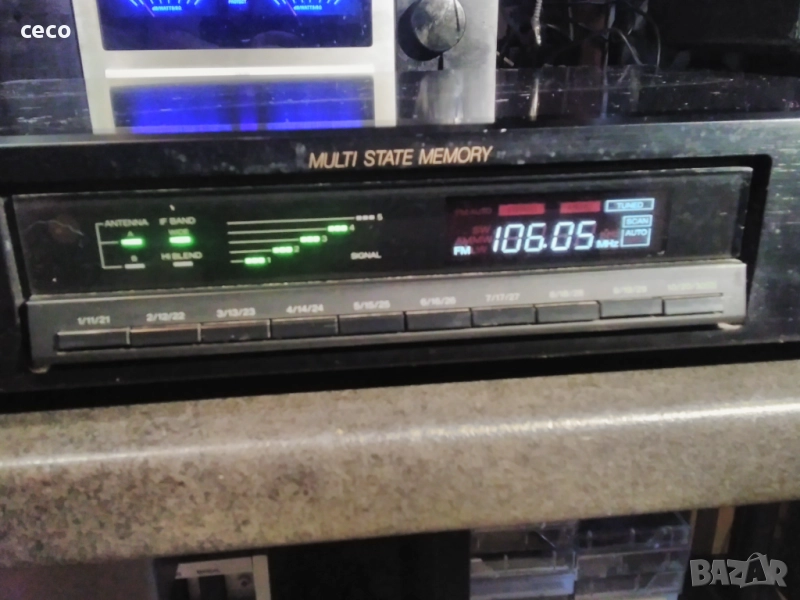 ceco
MULTI STATE MEMORY
ANTENNA IF BAND
A WIDE
B HI BLEND
5
4
3
2
1
SIGNAL
TUNED
SCAN
AUTO
FM 106.05 MHz
1/11/21 2/12/22 3/13/23 4/14/24 5/15/25 6/16/26 7/17/27 8/18/28 9/19/29
BAZAR